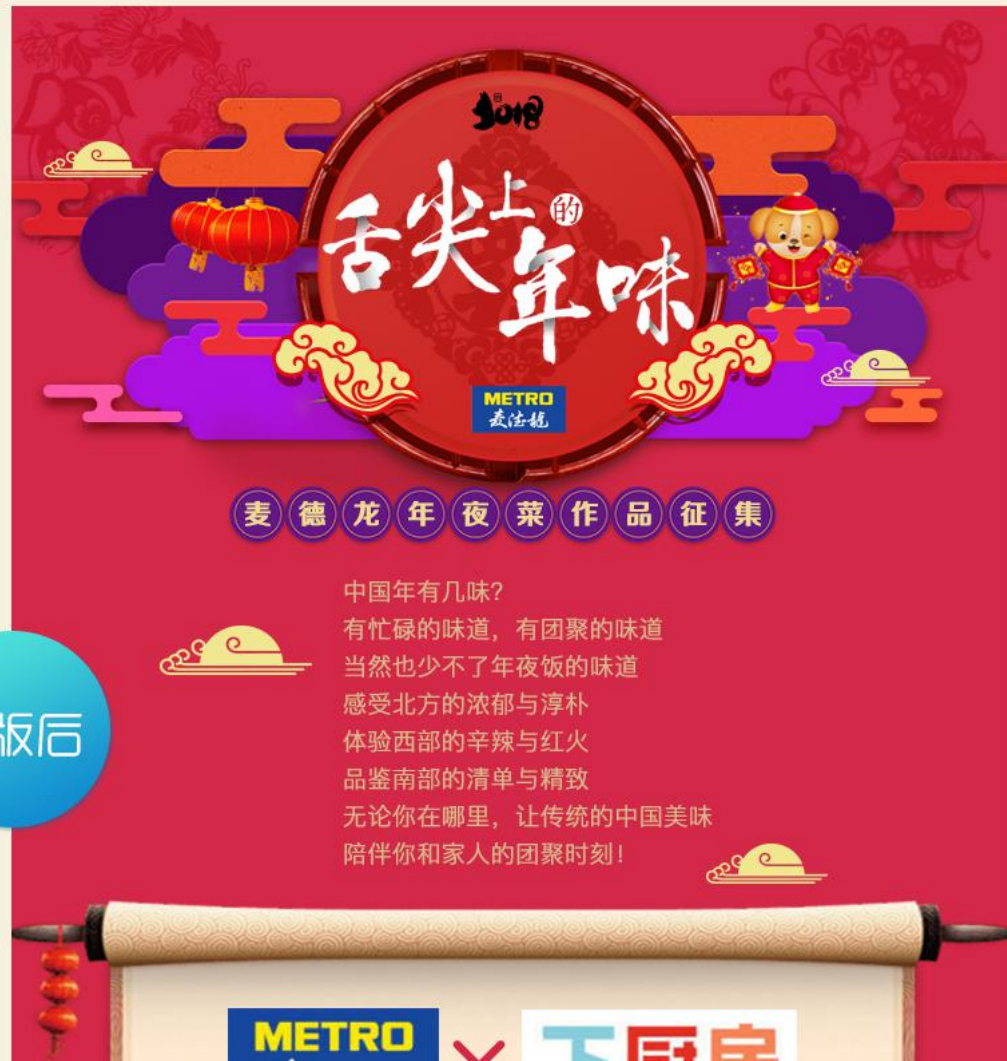 2018
舌尖上的年味
METRO
麦德龙
麦德龙年夜菜作品征集
中国年有几味?
有忙碌的味道，有团聚的味道
当然也少不了年夜饭的味道
感受北方的浓郁与淳朴
体验西部的辛辣与红火
品鉴南部的清单与精致
无论你在哪里，让传统的中国美味
陪伴你和家人的团聚时刻!
版后
METRO
下厨房